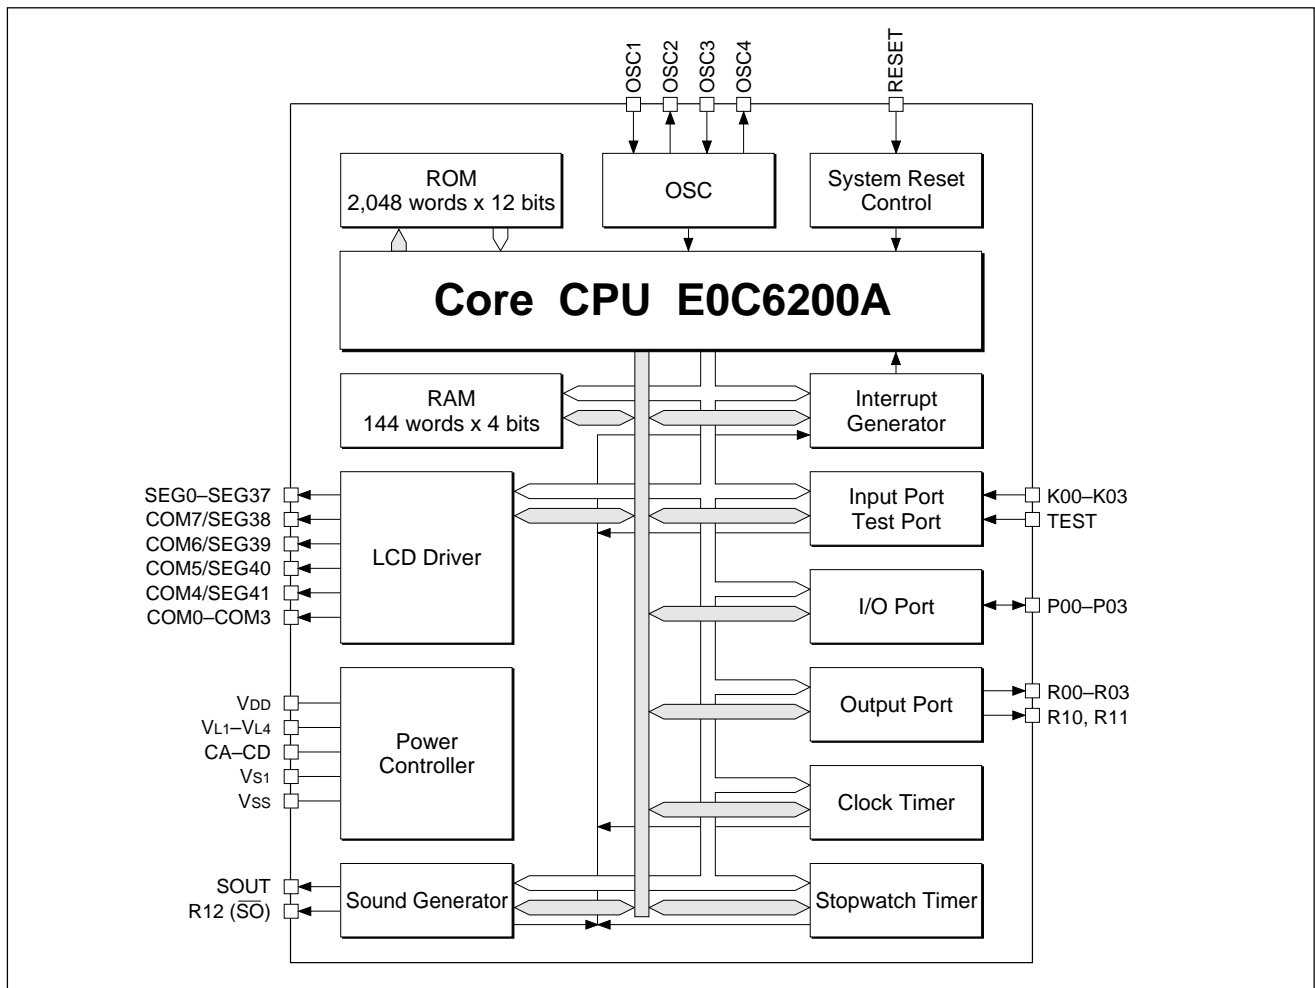 OSC1
OSC2
OSC3
OSC4
RESET
ROM
2,048 words x 12 bits
OSC
System Reset
Control
Core CPU E0C6200A
RAM
144 words x 4 bits
Interrupt
Generator
SEG0–SEG37
COM7/SEG38
COM6/SEG39
COM5/SEG40
COM4/SEG41
COM0–COM3
LCD Driver
Input Port
Test Port
K00–K03
TEST
I/O Port
P00–P03
VDD
VL1–VL4
CA–CD
VS1
VSS
Power
Controller
Output Port
R00–R03
R10, R11
Clock Timer
SOUT
R12 (S̅O̅)
Sound Generator
Stopwatch Timer